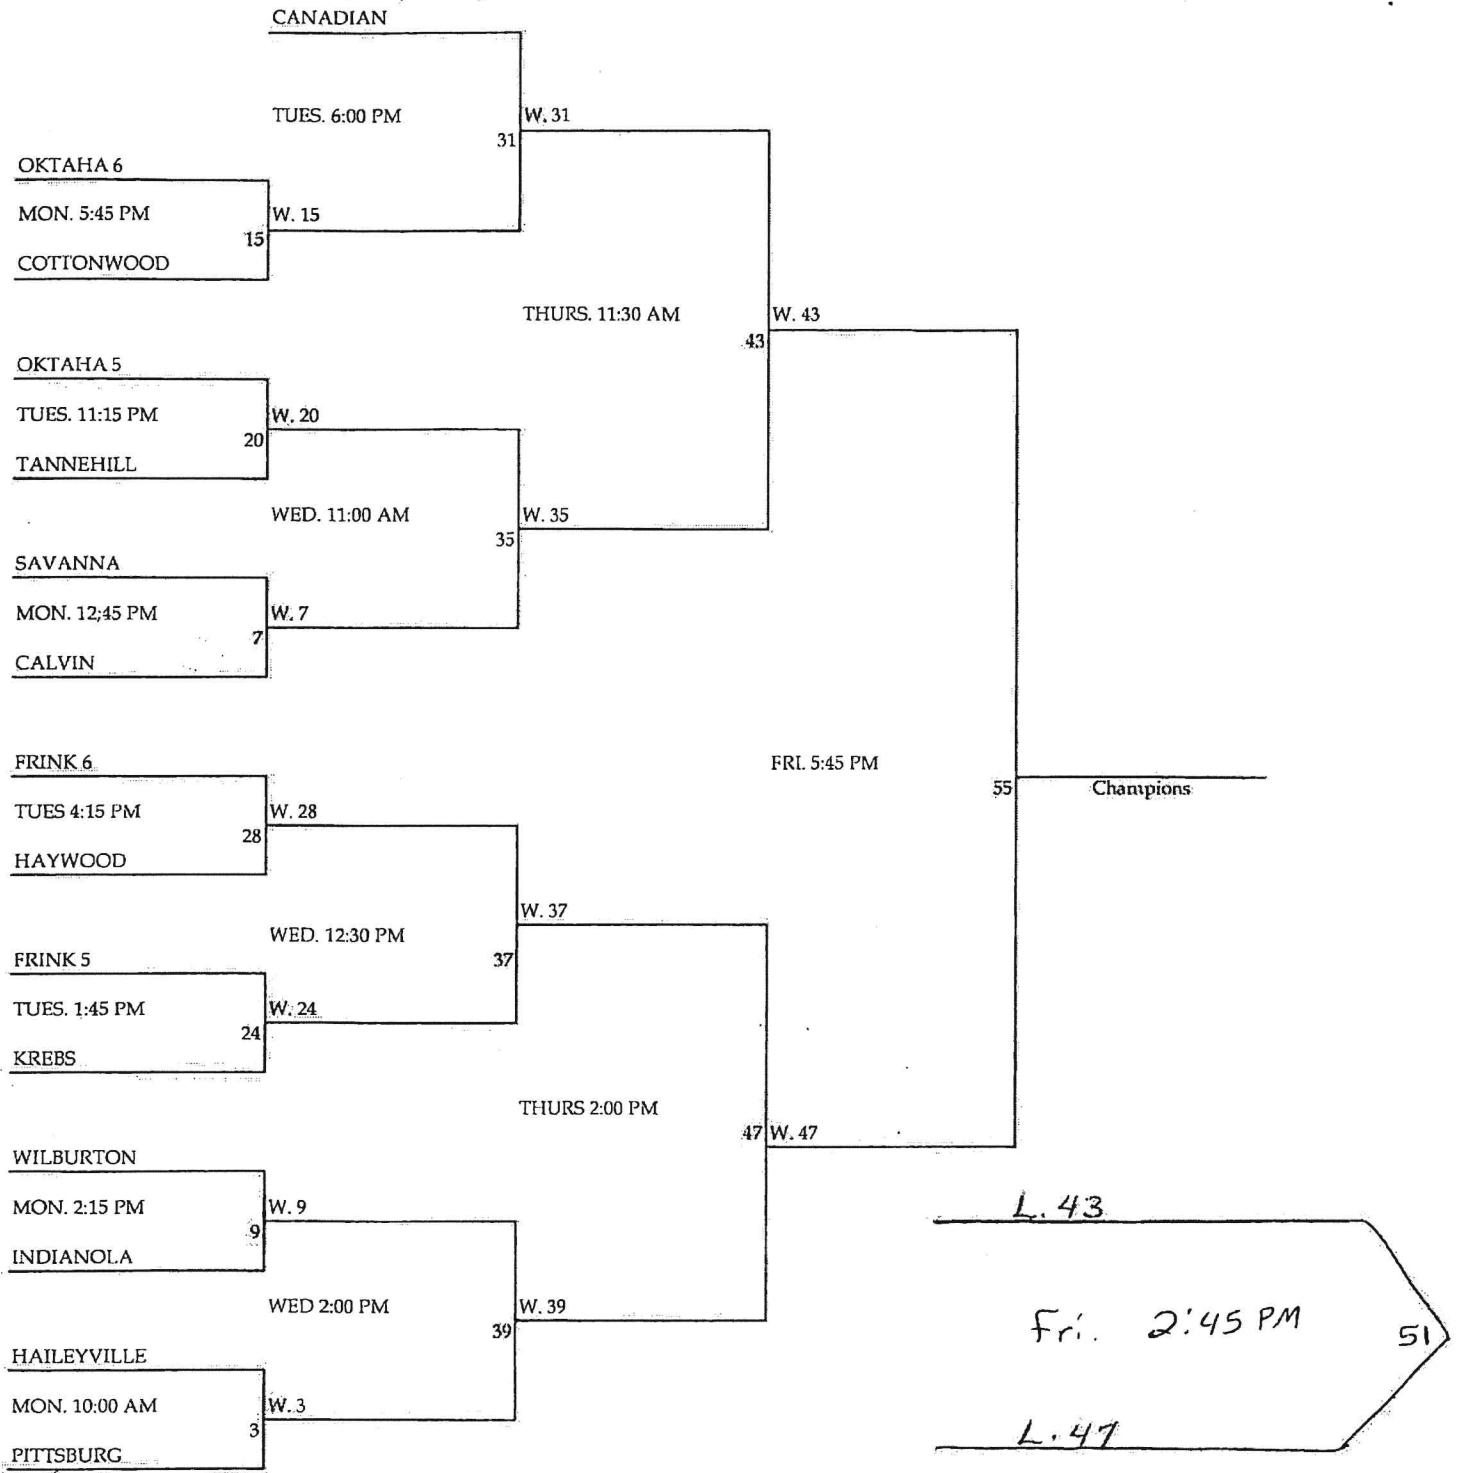 CANADIAN
TUES. 6:00 PM
W. 31
31
OKTAHA 6
MON. 5:45 PM
W. 15
15
COTTONWOOD
THURS. 11:30 AM
W. 43
43
OKTAHA 5
TUES. 11:15 PM
W. 20
20
TANNEHILL
WED. 11:00 AM
W. 35
35
SAVANNA
MON. 12;45 PM
W. 7
7
CALVIN
FRINK 6
FRI. 5:45 PM
55
Champions
TUES 4:15 PM
W. 28
28
HAYWOOD
W. 37
WED. 12:30 PM
37
FRINK 5
TUES. 1:45 PM
W. 24
24
KREBS
THURS 2:00 PM
47
W. 47
WILBURTON
MON. 2:15 PM
W. 9
9
INDIANOLA
L. 43
WED 2:00 PM
W. 39
39
Fri. 2:45 PM
51
HAILEYVILLE
MON. 10:00 AM
W. 3
3
L. 47
PITTSBURG